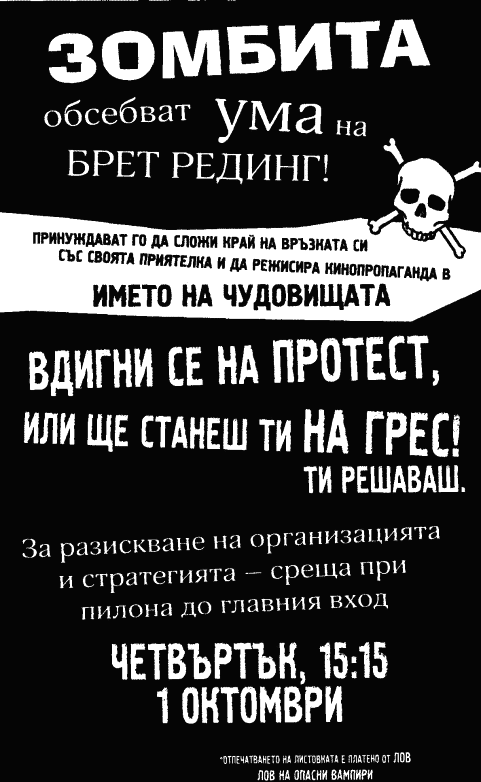 ЗОМБИТА
обсебват ума на
БРЕТ РЕДИНГ!
ПРИНУЖДАВАТ ГО ДА СЛОЖИ КРАЙ НА ВРЪЗКАТА СИ
СЪС СВОЯТА ПРИЯТЕЛКА И ДА РЕЖИСИРА КИНОПРОПАГАНДА В
ИМЕТО НА ЧУДОВИЩАТА
ВДИГНИ СЕ НА ПРОТЕСТ,
ИЛИ ЩЕ СТАНЕШ ТИ НА ГРЕС!
ТИ РЕШАВАШ.
За разискване на организацията
и стратегията – среща при
пилона до главния вход
ЧЕТВЪРТЪК, 15:15
1 ОКТОМВРИ
*ОТПЕЧАТВАНЕТО НА ЛИСТОВКАТА Е ПЛАТЕНО ОТ ЛОВ
ЛОВ НА ОПАСНИ ВАМПИРИ